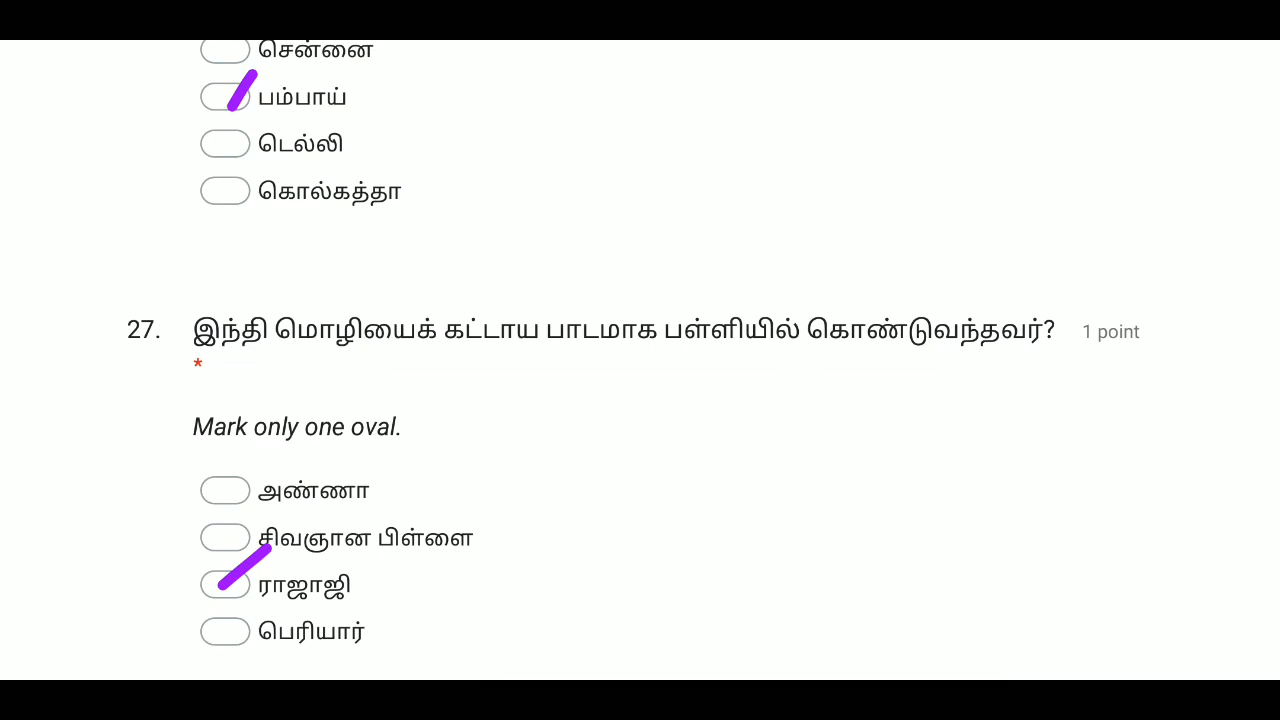 சென்னை
பம்பாய்
டெல்லி
கொல்கத்தா
27. இந்தி மொழியைக் கட்டாய பாடமாக பள்ளியில் கொண்டுவந்தவர்? 1 point
*
Mark only one oval.
அண்ணா
சிவஞான பிள்ளை
ராஜாஜி
பெரியார்